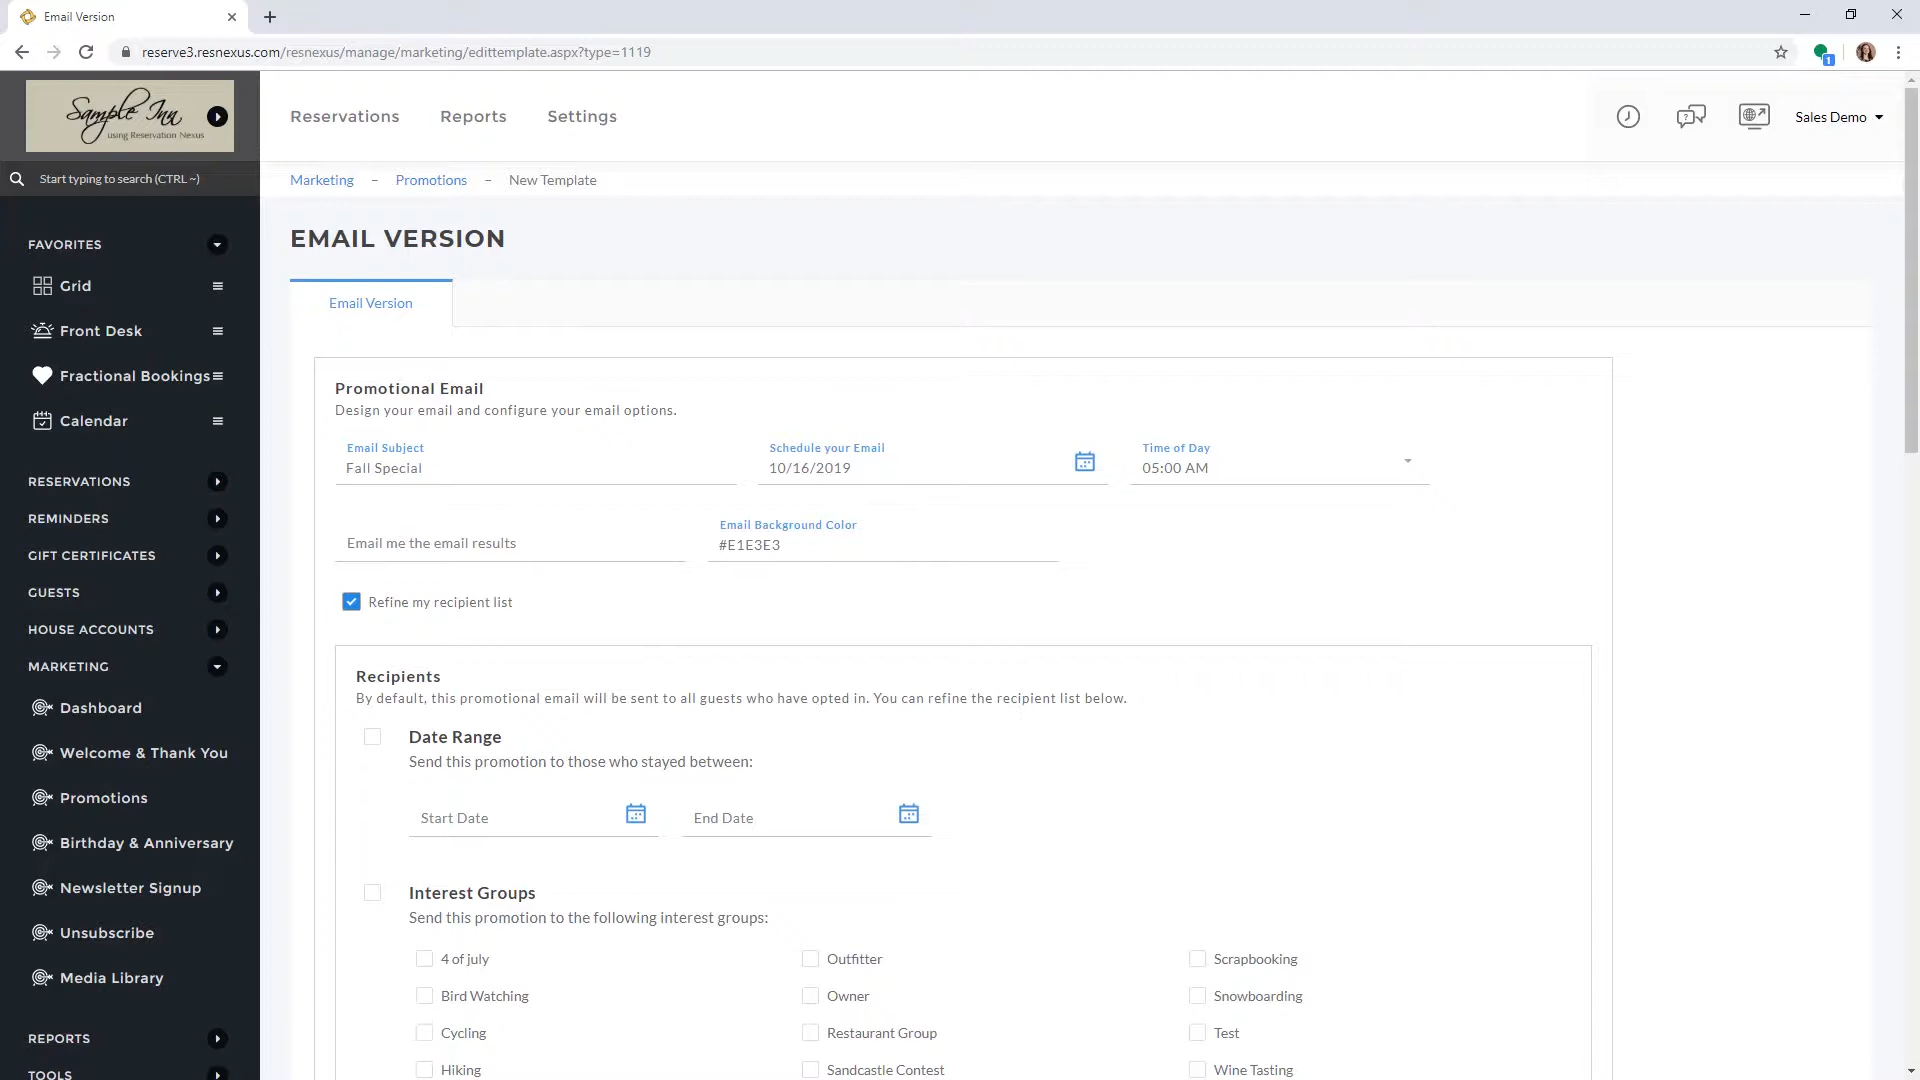 Email Version
reserve3.resnexus.com/resnexus/manage/marketing/edittemplate.aspx?type=1119
1
Sample Inn
using Reservation Nexus
Reservations
Reports
Settings
?
Sales Demo
Start typing to search (CTRL ~)
Marketing – Promotions – New Template
EMAIL VERSION
Email Version
FAVORITES
Grid
Front Desk
Fractional Bookings
Calendar
RESERVATIONS
REMINDERS
GIFT CERTIFICATES
GUESTS
HOUSE ACCOUNTS
MARKETING
Dashboard
Welcome & Thank You
Promotions
Birthday & Anniversary
Newsletter Signup
Unsubscribe
Media Library
REPORTS
TOOLS
Promotional Email
Design your email and configure your email options.
Email Subject
Fall Special
Schedule your Email
10/16/2019
Time of Day
05:00 AM
Email me the email results
Email Background Color
#E1E3E3
Refine my recipient list
Recipients
By default, this promotional email will be sent to all guests who have opted in. You can refine the recipient list below.
Date Range
Send this promotion to those who stayed between:
Start Date
End Date
Interest Groups
Send this promotion to the following interest groups:
4 of july
Outfitter
Scrapbooking
Bird Watching
Owner
Snowboarding
Cycling
Restaurant Group
Test
Hiking
Sandcastle Contest
Wine Tasting